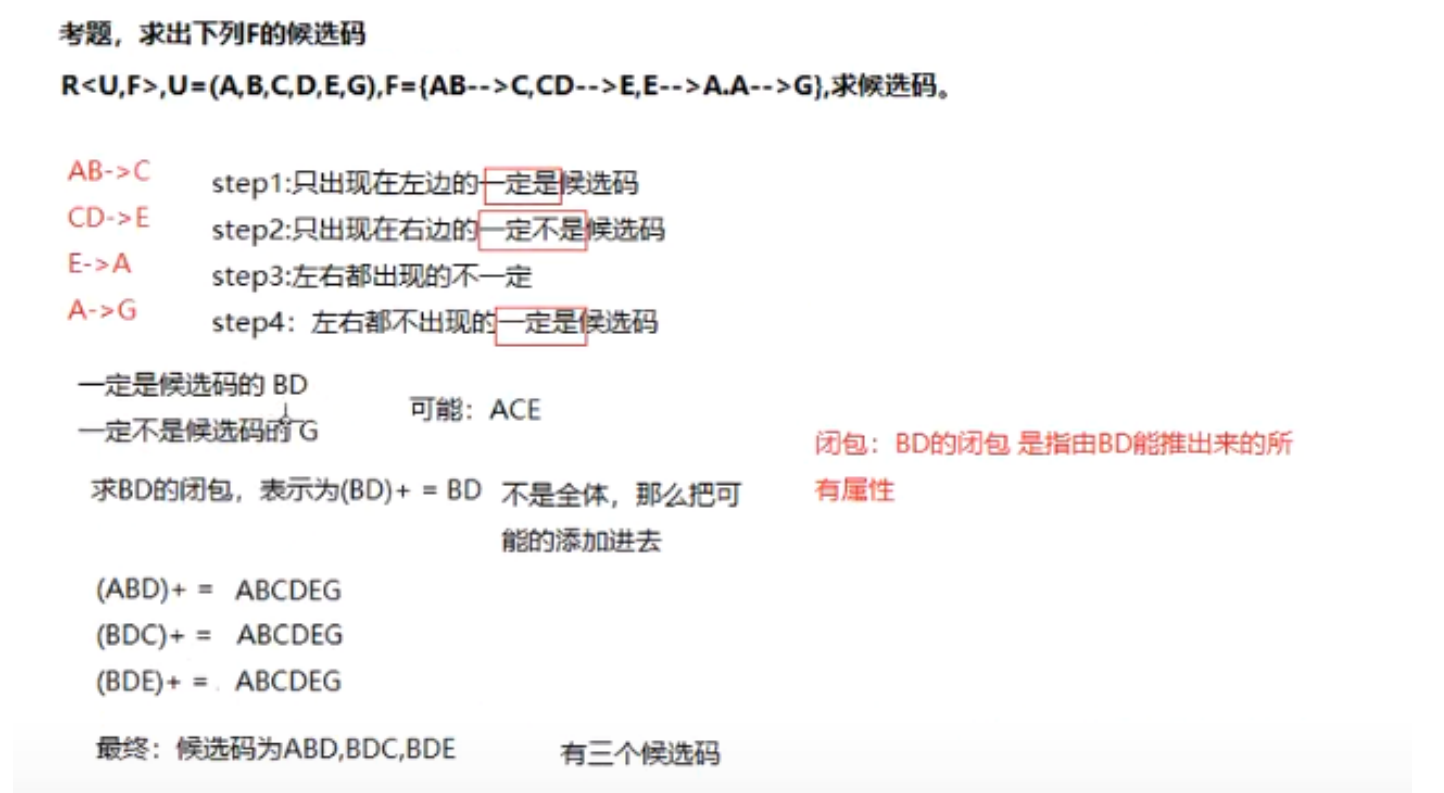 考题，求出下列F的候选码
R<U,F>,U=(A,B,C,D,E,G),F={AB-->C,CD-->E,E-->A.A-->G},求候选码。
AB->C
CD->E
E->A
A->G
step1:只出现在左边的一定是候选码
step2:只出现在右边的一定不是候选码
step3:左右都出现的不一定
step4：左右都不出现的一定是候选码
一定是候选码的 BD
一定不是候选码的 G
可能：ACE
闭包：BD的闭包 是指由BD能推出来的所
有属性
求BD的闭包，表示为(BD)+ = BD
不是全体，那么把可
能的添加进去
(ABD)+ = ABCDEG
(BDC)+ = ABCDEG
(BDE)+ = ABCDEG
最终：候选码为ABD,BDC,BDE
有三个候选码